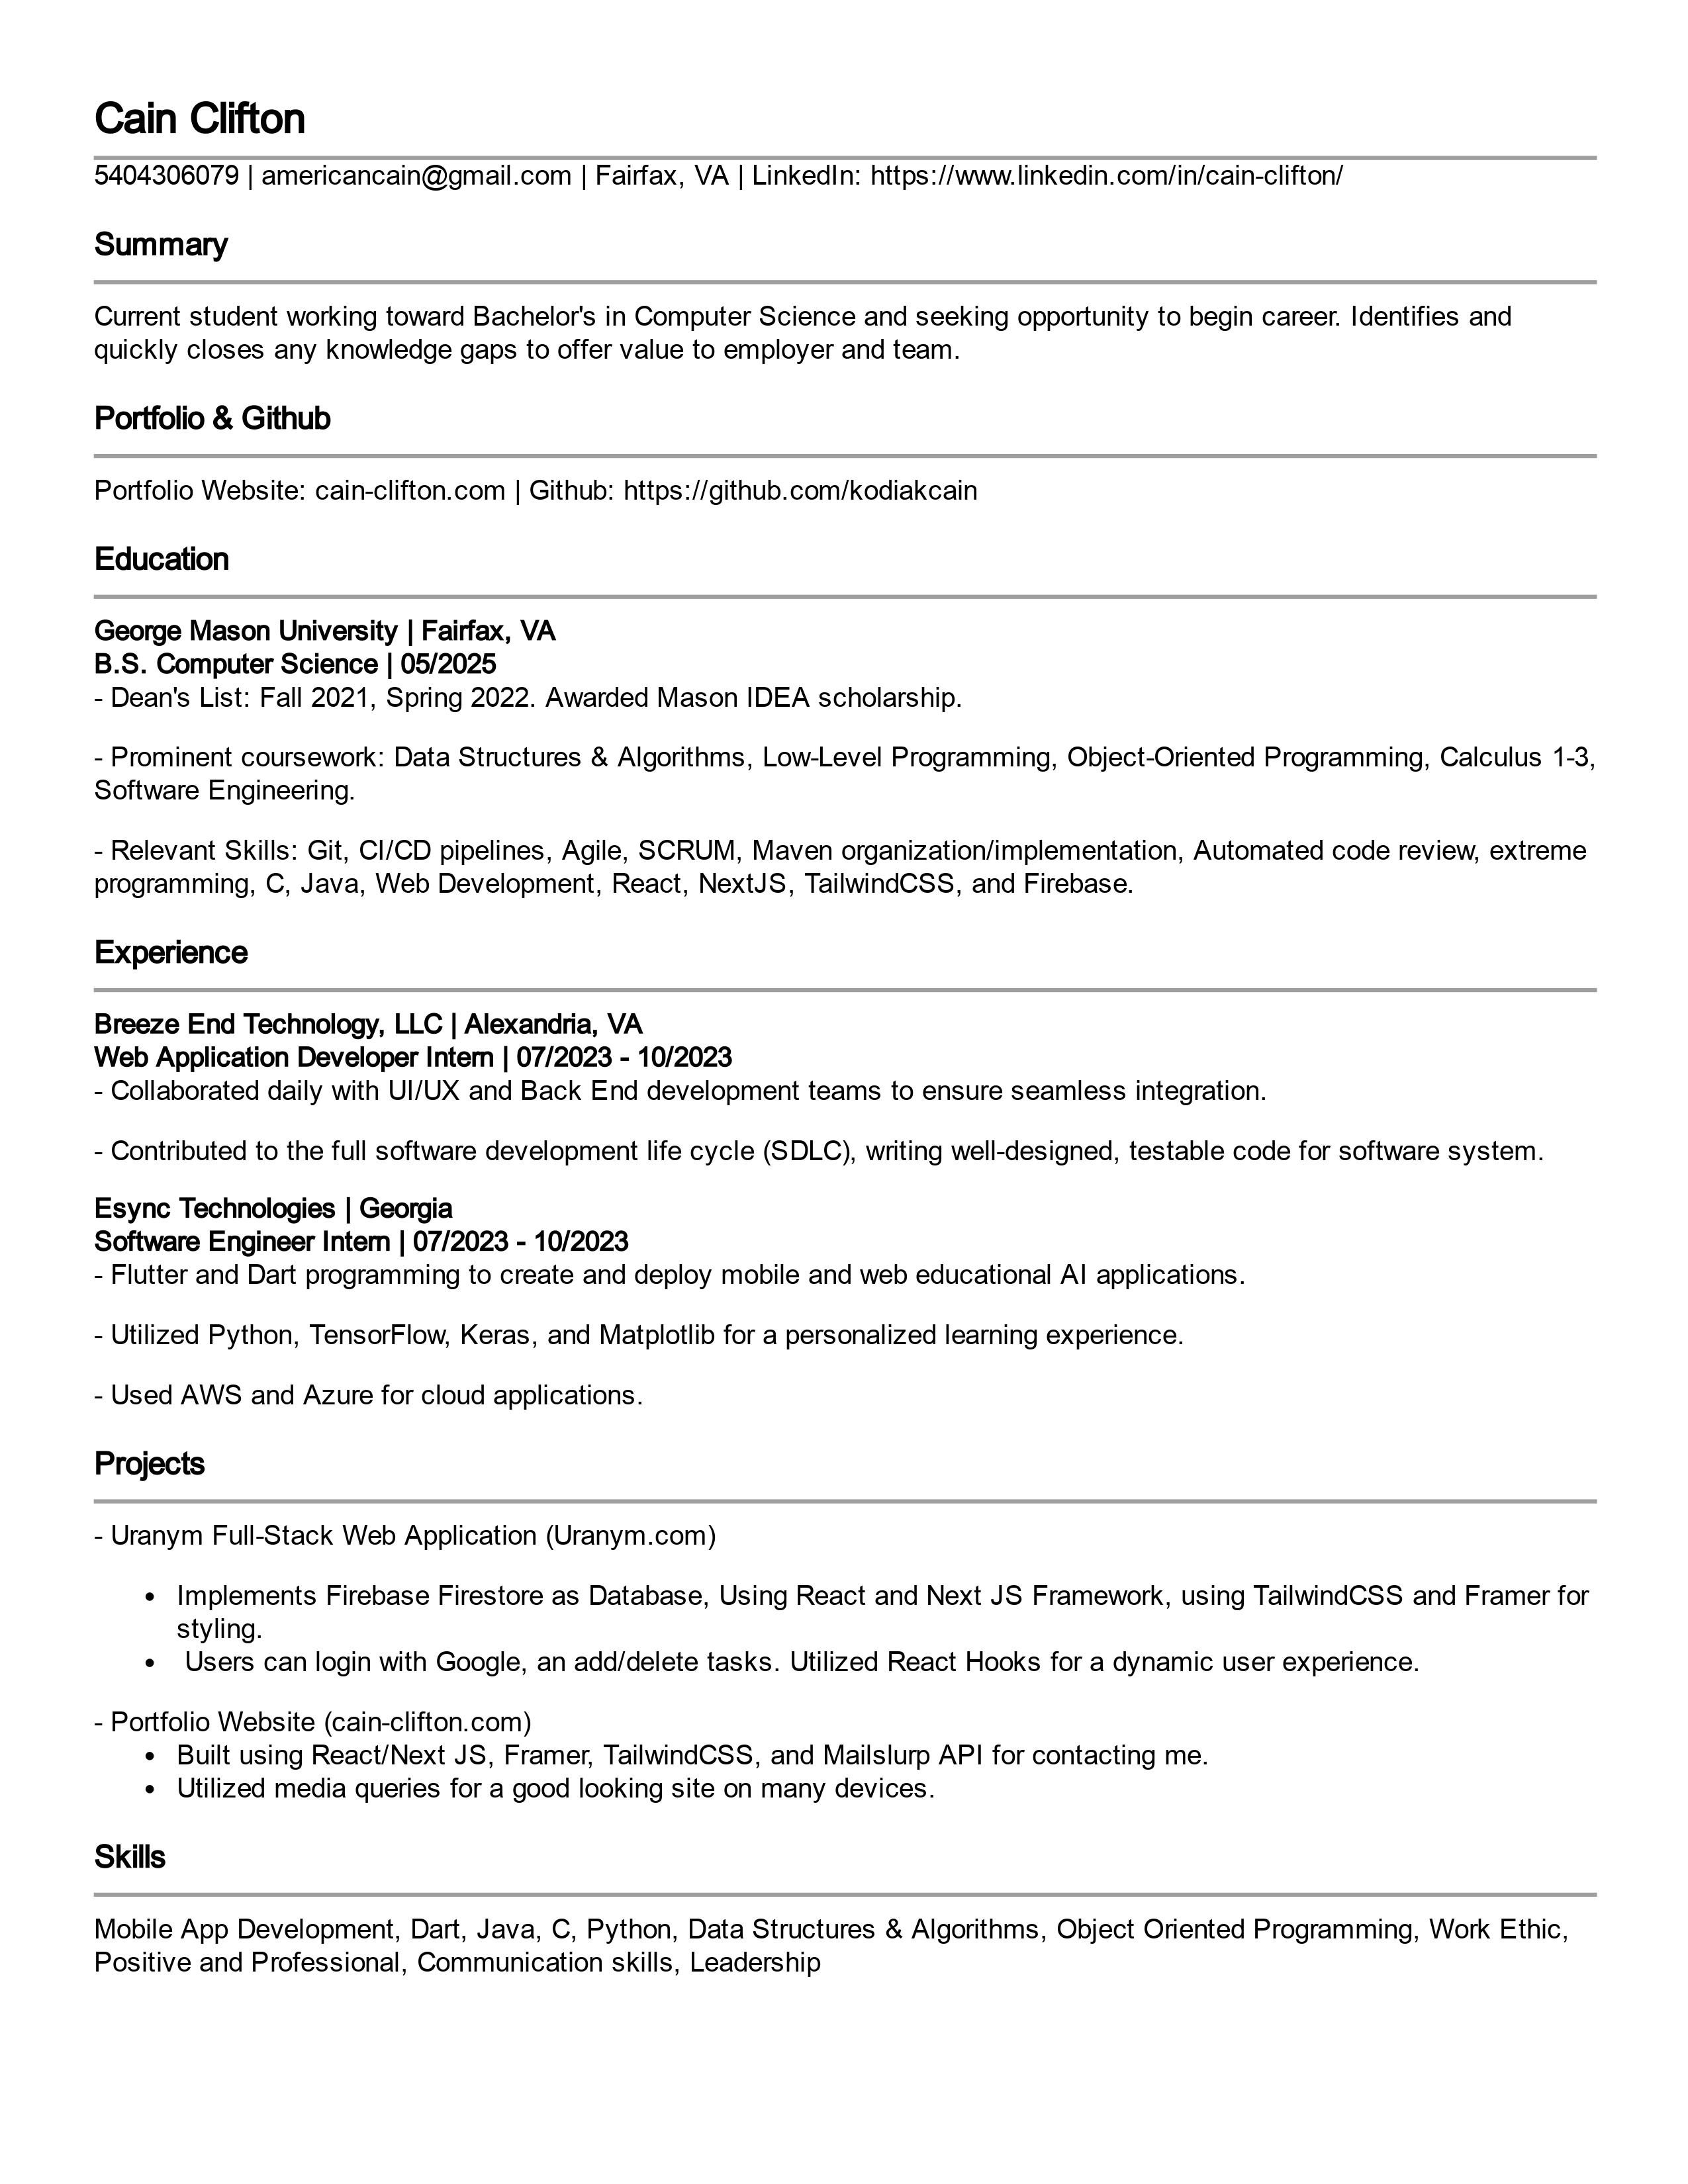 Cain Clifton
5404306079 | americancain@gmail.com | Fairfax, VA | LinkedIn: https://www.linkedin.com/in/cain-clifton/
Summary
Current student working toward Bachelor's in Computer Science and seeking opportunity to begin career. Identifies and
quickly closes any knowledge gaps to offer value to employer and team.
Portfolio & Github
Portfolio Website: cain-clifton.com | Github: https://github.com/kodiakcain
Education
George Mason University | Fairfax, VA
B.S. Computer Science | 05/2025
- Dean's List: Fall 2021, Spring 2022. Awarded Mason IDEA scholarship.
- Prominent coursework: Data Structures & Algorithms, Low-Level Programming, Object-Oriented Programming, Calculus 1-3,
Software Engineering.
- Relevant Skills: Git, CI/CD pipelines, Agile, SCRUM, Maven organization/implementation, Automated code review, extreme
programming, C, Java, Web Development, React, NextJS, TailwindCSS, and Firebase.
Experience
Breeze End Technology, LLC | Alexandria, VA
Web Application Developer Intern | 07/2023 - 10/2023
- Collaborated daily with UI/UX and Back End development teams to ensure seamless integration.
- Contributed to the full software development life cycle (SDLC), writing well-designed, testable code for software system.
Esync Technologies | Georgia
Software Engineer Intern | 07/2023 - 10/2023
- Flutter and Dart programming to create and deploy mobile and web educational AI applications.
- Utilized Python, TensorFlow, Keras, and Matplotlib for a personalized learning experience.
- Used AWS and Azure for cloud applications.
Projects
- Uranym Full-Stack Web Application (Uranym.com)
• Implements Firebase Firestore as Database, Using React and Next JS Framework, using TailwindCSS and Framer for
styling.
• Users can login with Google, an add/delete tasks. Utilized React Hooks for a dynamic user experience.
- Portfolio Website (cain-clifton.com)
• Built using React/Next JS, Framer, TailwindCSS, and Mailslurp API for contacting me.
• Utilized media queries for a good looking site on many devices.
Skills
Mobile App Development, Dart, Java, C, Python, Data Structures & Algorithms, Object Oriented Programming, Work Ethic,
Positive and Professional, Communication skills, Leadership